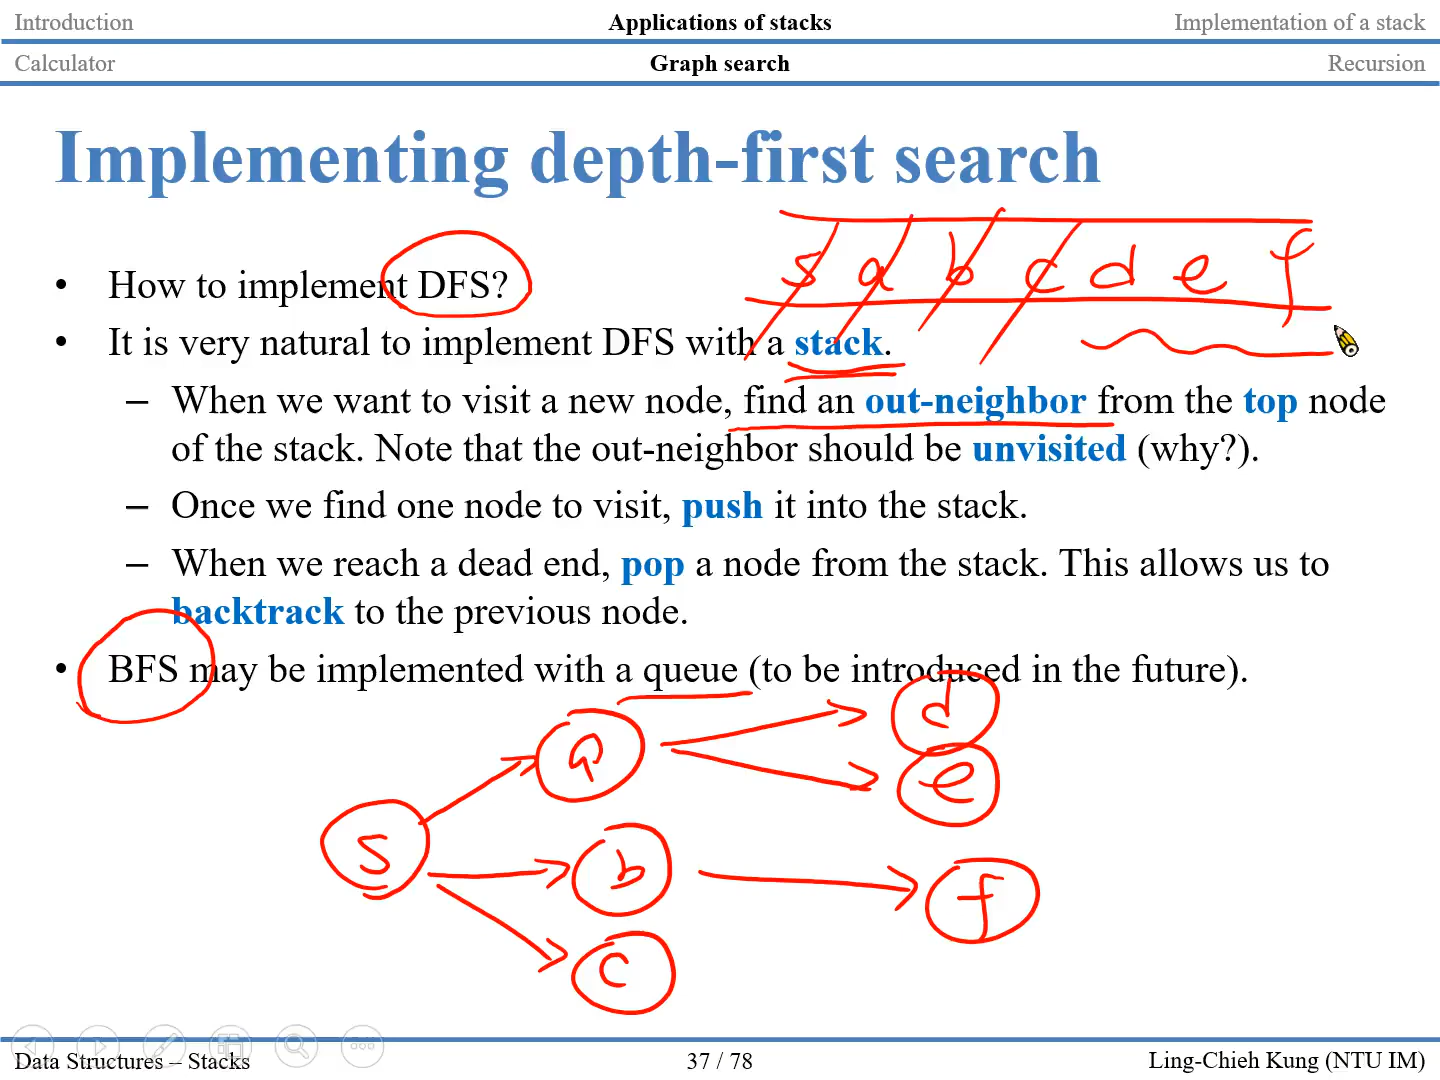 Introduction Applications of stacks Implementation of a stack
Calculator Graph search Recursion
Implementing depth-first search
s a b c d e f
• How to implement DFS?
• It is very natural to implement DFS with a stack.
– When we want to visit a new node, find an out-neighbor from the top node
of the stack. Note that the out-neighbor should be unvisited (why?).
– Once we find one node to visit, push it into the stack.
– When we reach a dead end, pop a node from the stack. This allows us to
backtrack to the previous node.
• BFS may be implemented with a queue (to be introduced in the future).
d
a
e
s
b
f
c
Data Structures – Stacks 37 / 78 Ling-Chieh Kung (NTU IM)